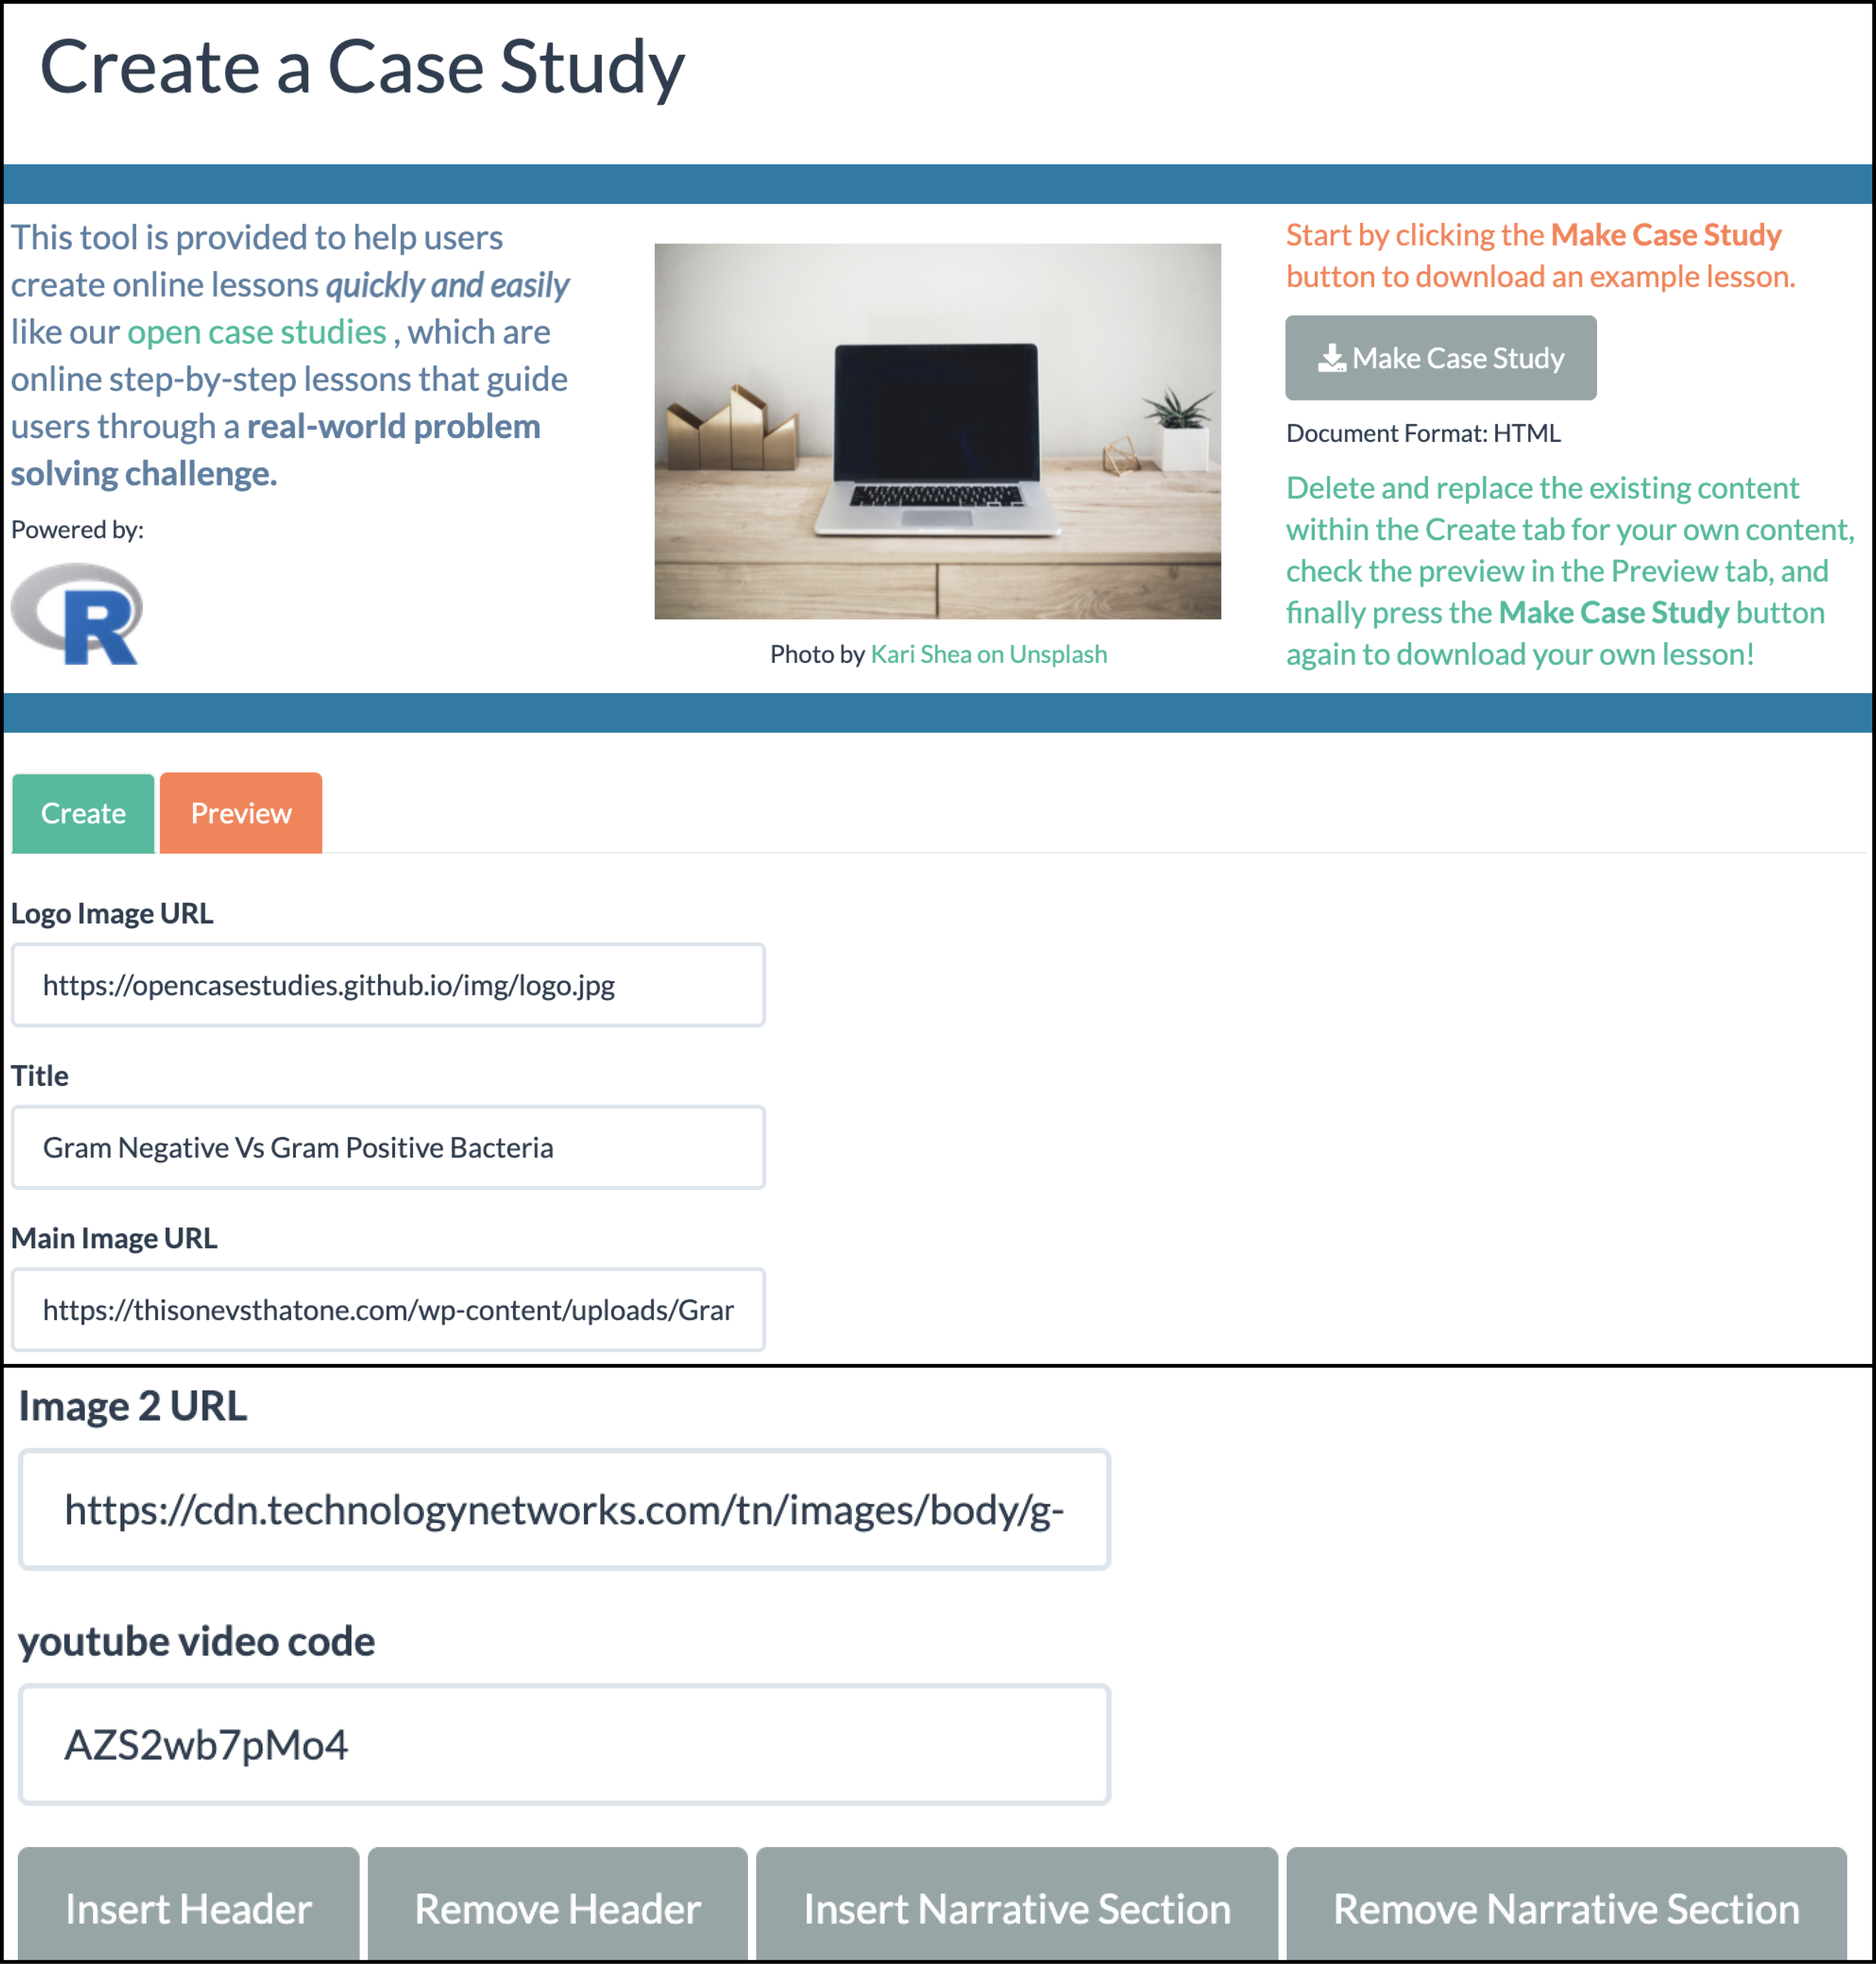 Create a Case Study
This tool is provided to help users
create online lessons quickly and easily
like our open case studies , which are
online step-by-step lessons that guide
users through a real-world problem
solving challenge.
Powered by:
R
Photo by Kari Shea on Unsplash
Start by clicking the Make Case Study
button to download an example lesson.
Make Case Study
Document Format: HTML
Delete and replace the existing content
within the Create tab for your own content,
check the preview in the Preview tab, and
finally press the Make Case Study button
again to download your own lesson!
Create
Preview
Logo Image URL
https://opencasestudies.github.io/img/logo.jpg
Title
Gram Negative Vs Gram Positive Bacteria
Main Image URL
https://thisonevsthatone.com/wp-content/uploads/Grar
Image 2 URL
https://cdn.technologynetworks.com/tn/images/body/g-
youtube video code
AZS2wb7pMo4
Insert Header
Remove Header
Insert Narrative Section
Remove Narrative Section